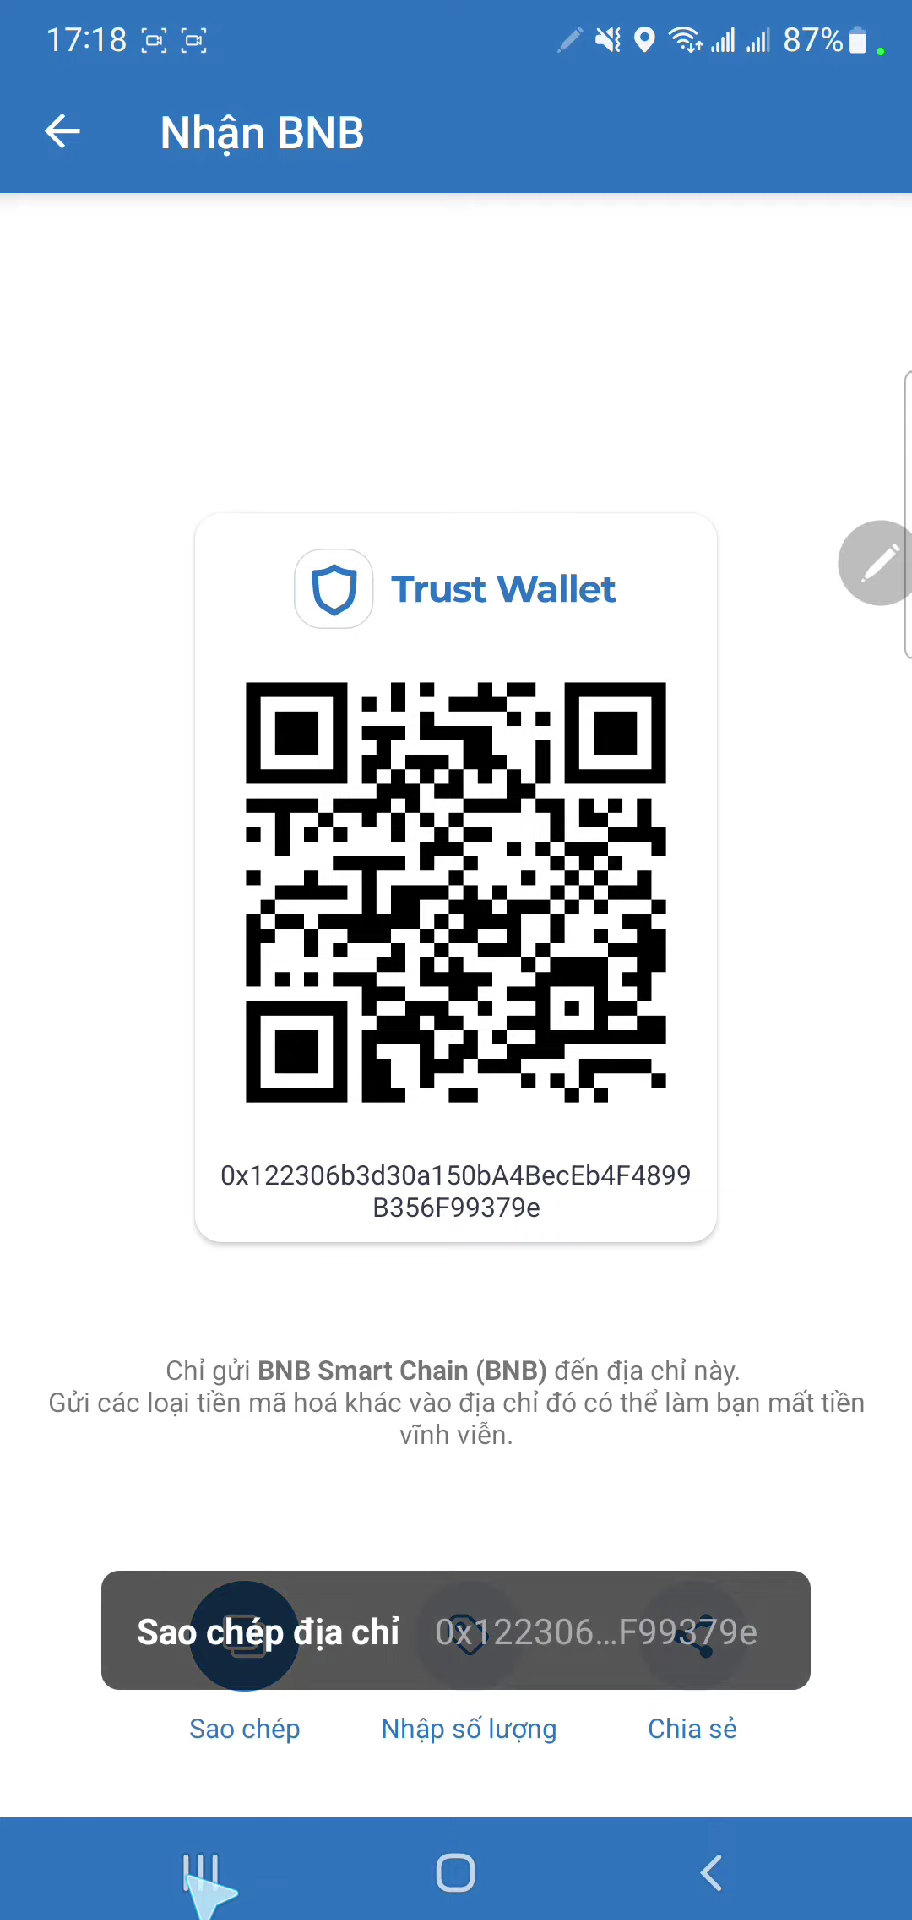 17:18
87%
Nhận BNB
Trust Wallet
0x122306b3d30a150bA4BecEb4F4899
B356F99379e
Chỉ gửi BNB Smart Chain (BNB) đến địa chỉ này.
Gửi các loại tiền mã hoá khác vào địa chỉ đó có thể làm bạn mất tiền
vĩnh viễn.
Sao chép địa chỉ 0x122306...F99379e
Sao chép
Nhập số lượng
Chia sẻ